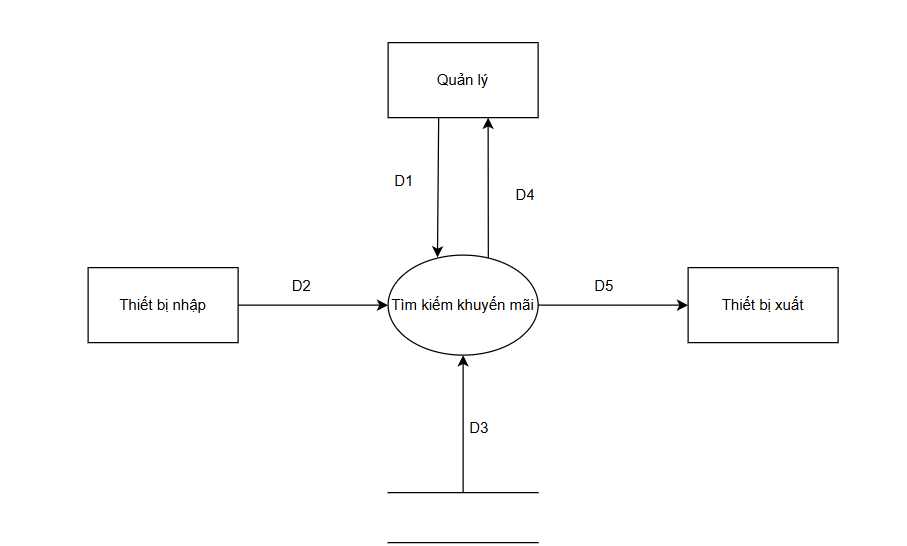 Quản lý
D1
D4
Thiết bị nhập
D2
Tìm kiếm khuyến mãi
D5
Thiết bị xuất
D3